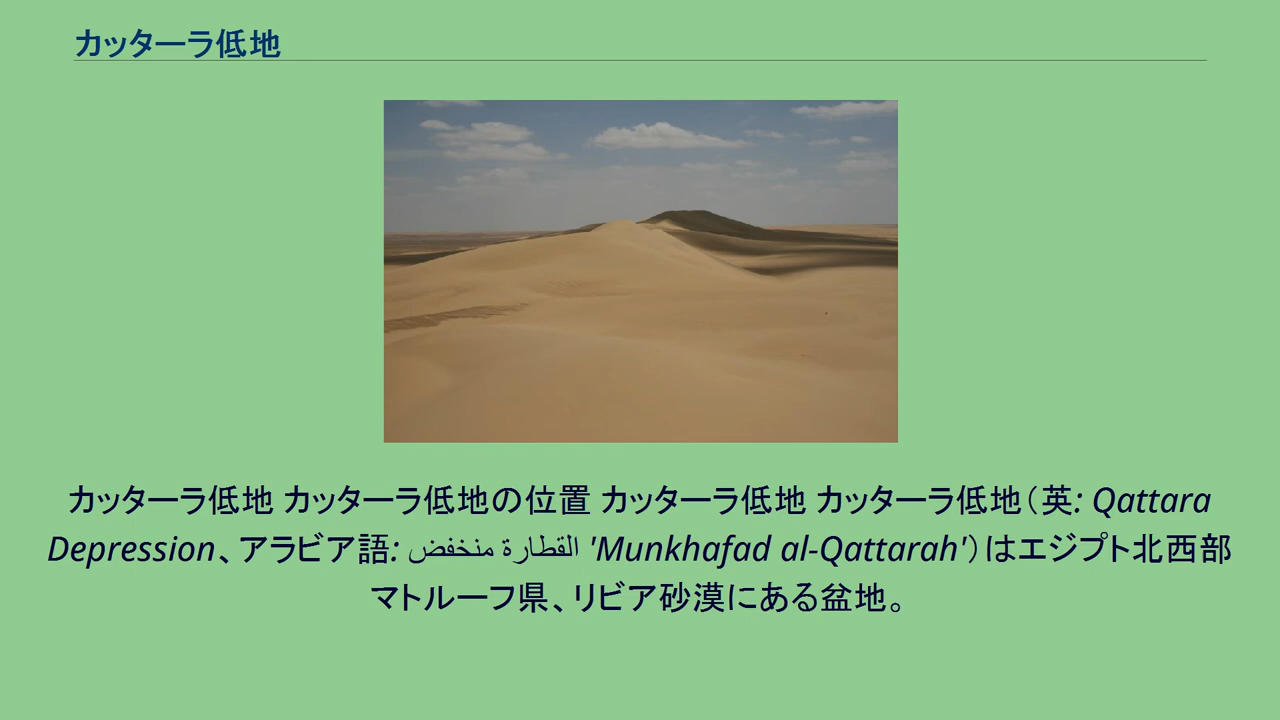 カッターラ低地
カッターラ低地 カッターラ低地の位置 カッターラ低地 カッターラ低地（英: Qattara
Depression、アラビア語: القطارة منخفض 'Munkhafad al-Qattarah'）はエジプト北西部
マトルーフ県、リビア砂漠にある盆地。